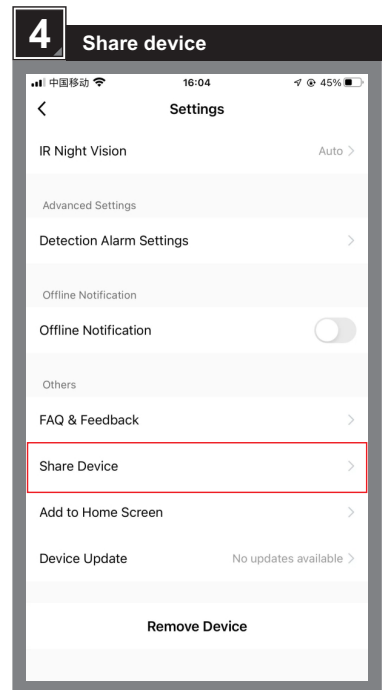 4 Share device
中国移动 16:04 45%
Settings
IR Night Vision Auto >
Advanced Settings
Detection Alarm Settings >
Offline Notification
Offline Notification
Others
FAQ & Feedback >
Share Device >
Add to Home Screen >
Device Update No updates available >
Remove Device